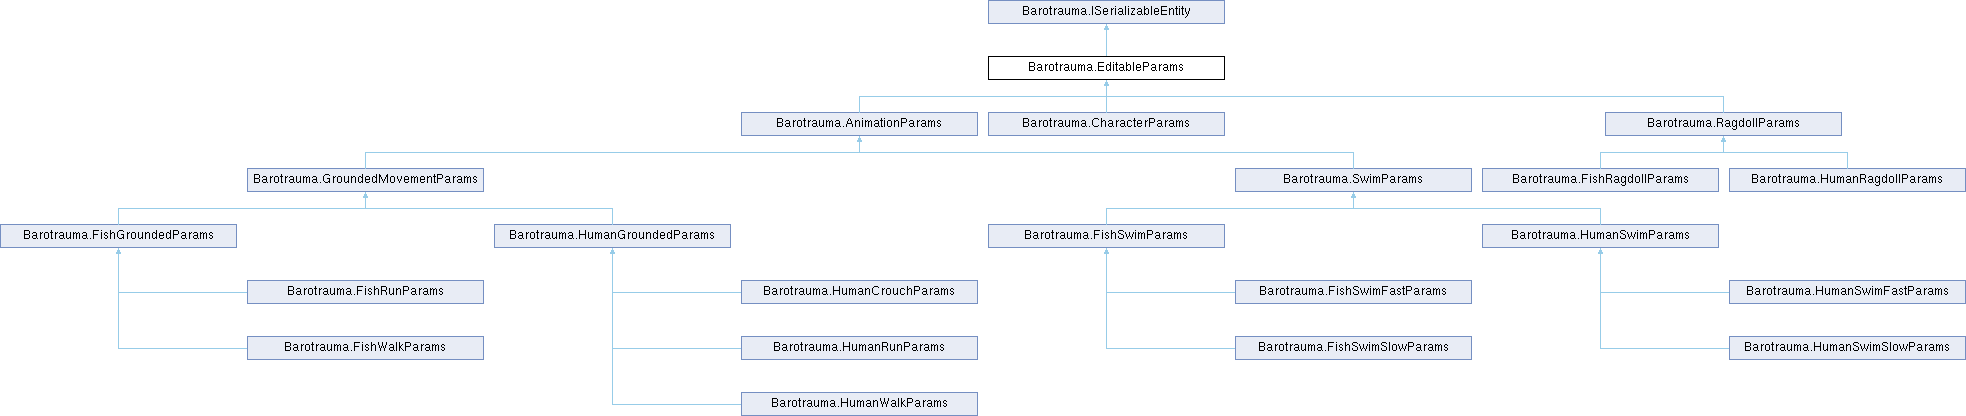 Barotrauma.ISerializableEntity
Barotrauma.EditableParams
Barotrauma.AnimationParams
Barotrauma.CharacterParams
Barotrauma.RagdollParams
Barotrauma.GroundedMovementParams
Barotrauma.SwimParams
Barotrauma.FishRagdollParams
Barotrauma.HumanRagdollParams
Barotrauma.FishGroundedParams
Barotrauma.HumanGroundedParams
Barotrauma.FishSwimParams
Barotrauma.HumanSwimParams
Barotrauma.FishRunParams
Barotrauma.HumanCrouchParams
Barotrauma.FishSwimFastParams
Barotrauma.HumanSwimFastParams
Barotrauma.FishWalkParams
Barotrauma.HumanRunParams
Barotrauma.FishSwimSlowParams
Barotrauma.HumanSwimSlowParams
Barotrauma.HumanWalkParams